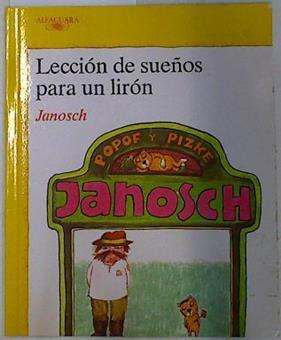 ALFAGUARA
Lección de sueños
para un lirón
Janosch
POPOF Y PIZKE
JANOSCH